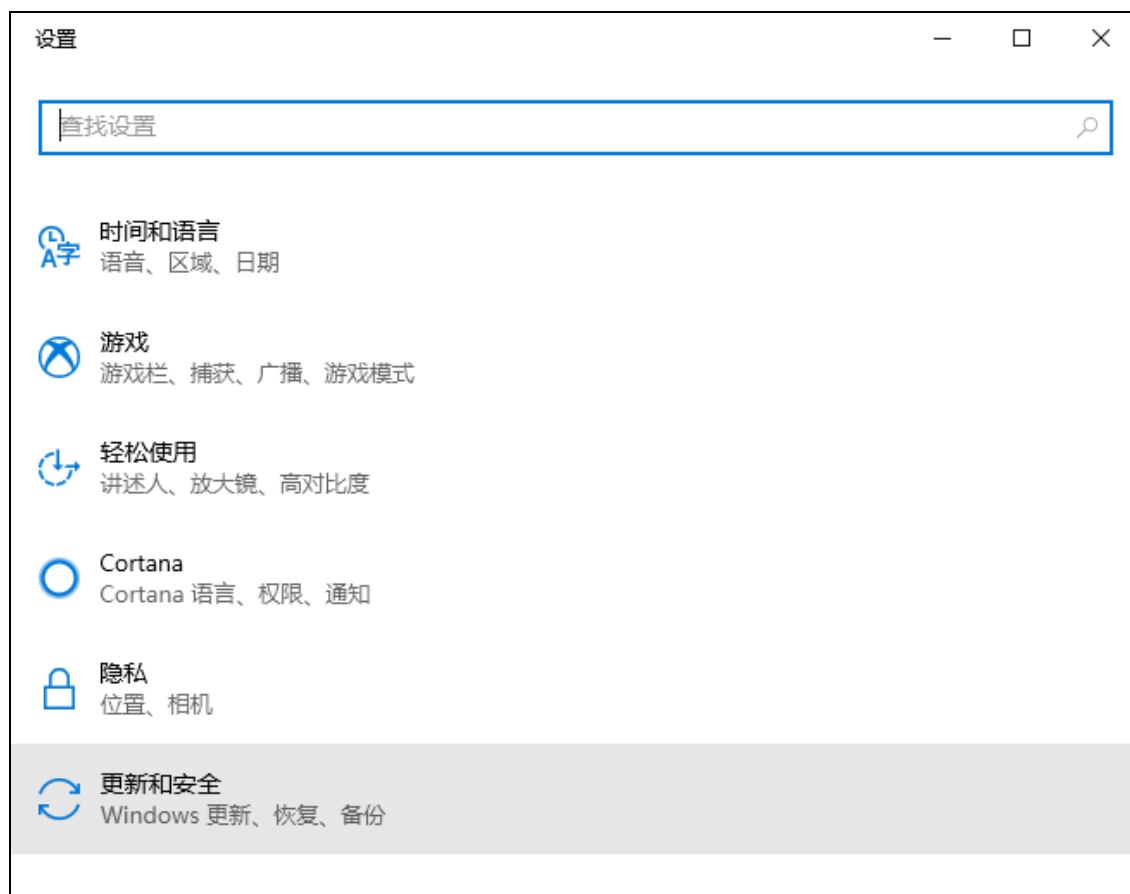 设置
查找设置
时间和语言
语音、区域、日期
游戏
游戏栏、捕获、广播、游戏模式
轻松使用
讲述人、放大镜、高对比度
Cortana
Cortana 语言、权限、通知
隐私
位置、相机
更新和安全
Windows 更新、恢复、备份